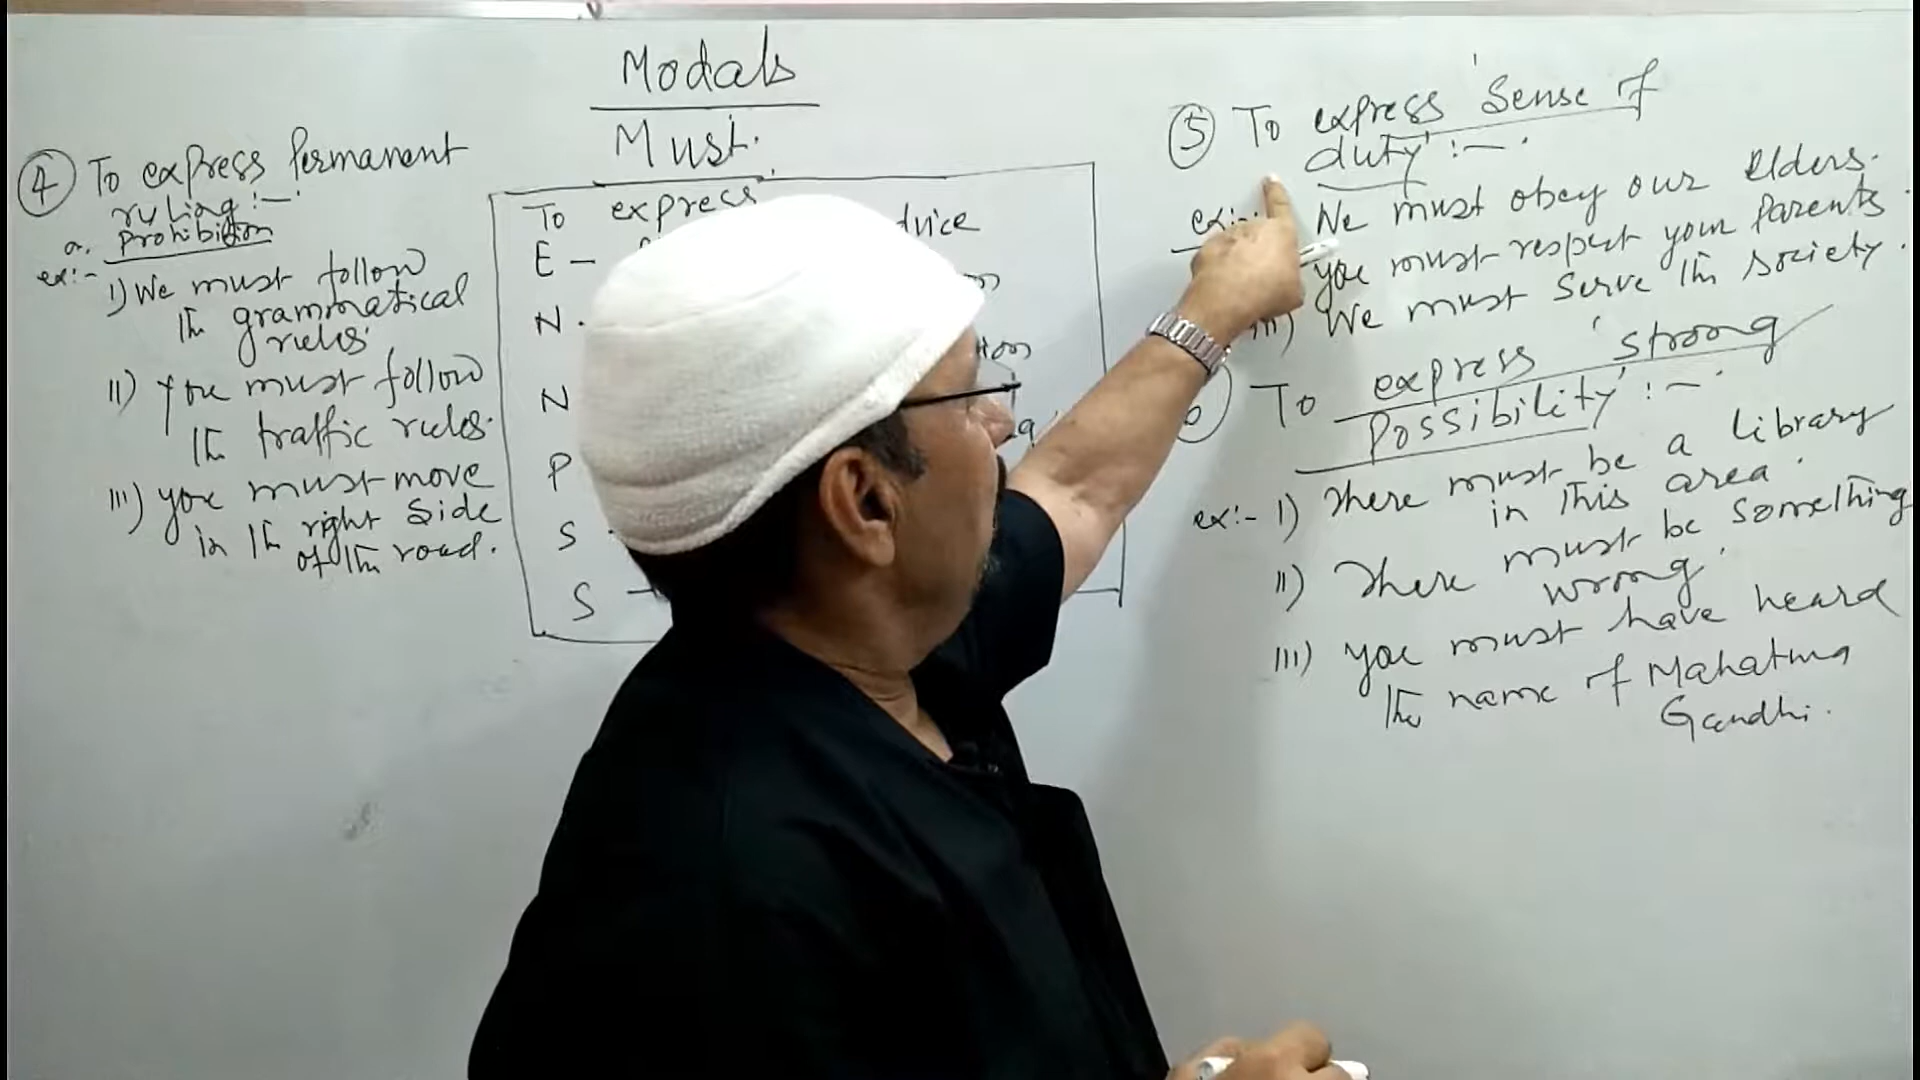 Modals
Must.
④ To express Permanent
ruling :-
a. Prohibition
ex:- I) We must follow
the grammatical
rules.
II) you must follow
the traffic rules.
III) you must move
in the right side
of the road.
To express
E -
N -
N
P
S -
S -
⑤ To express 'Sense of
duty' :-
ex:- We must obey our Elders.
you must respect your Parents.
III) We must Serve the Society.
To express 'strong
Possibility' :-
ex:- I) There must be a library
in this area.
II) There must be something
wrong.
III) you must have heard
the name of Mahatma
Gandhi.